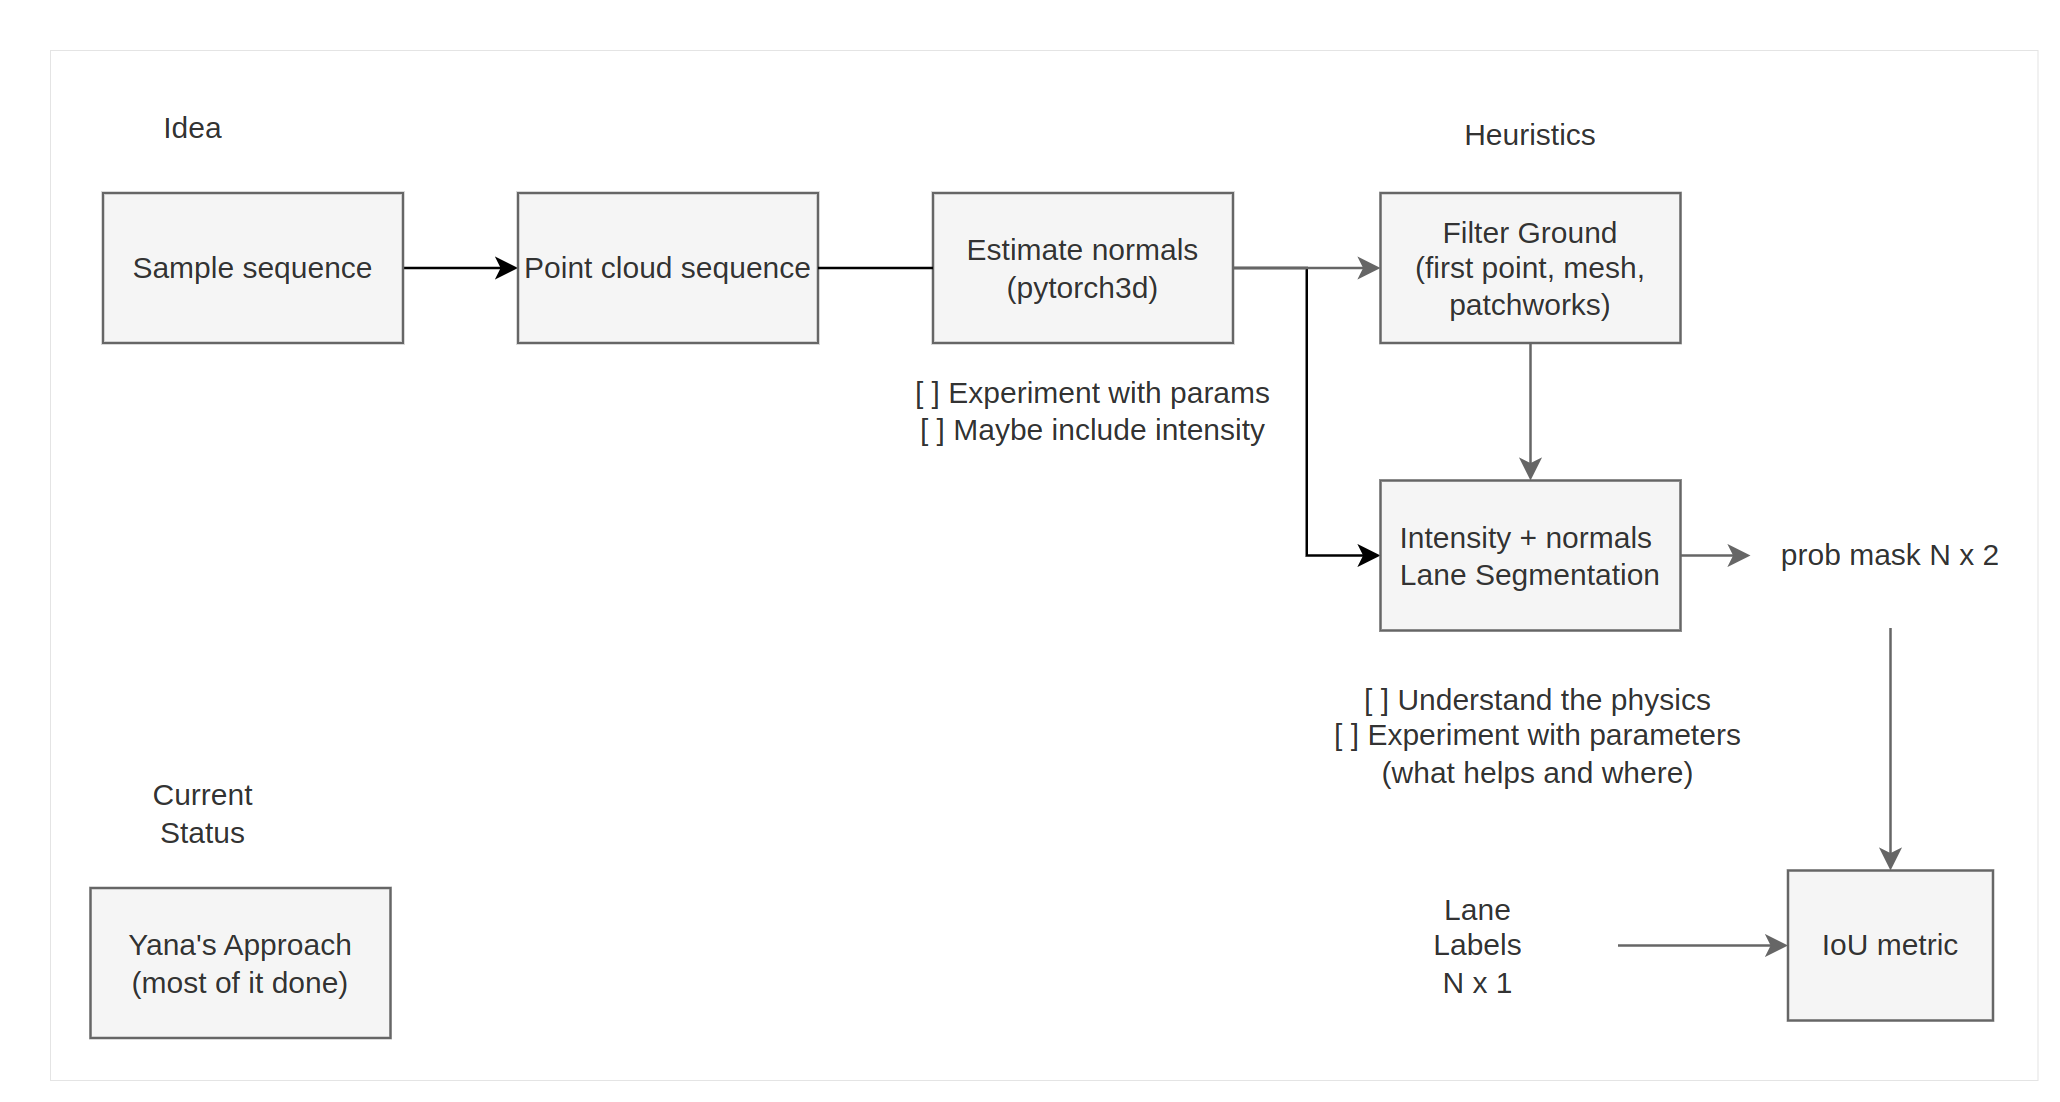 Idea
Heuristics
Sample sequence
Point cloud sequence
Estimate normals
(pytorch3d)
Filter Ground
(first point, mesh,
patchworks)
[ ] Experiment with params
[ ] Maybe include intensity
Intensity + normals
Lane Segmentation
prob mask N x 2
[ ] Understand the physics
[ ] Experiment with parameters
(what helps and where)
Current
Status
Yana's Approach
(most of it done)
Lane
Labels
N x 1
IoU metric